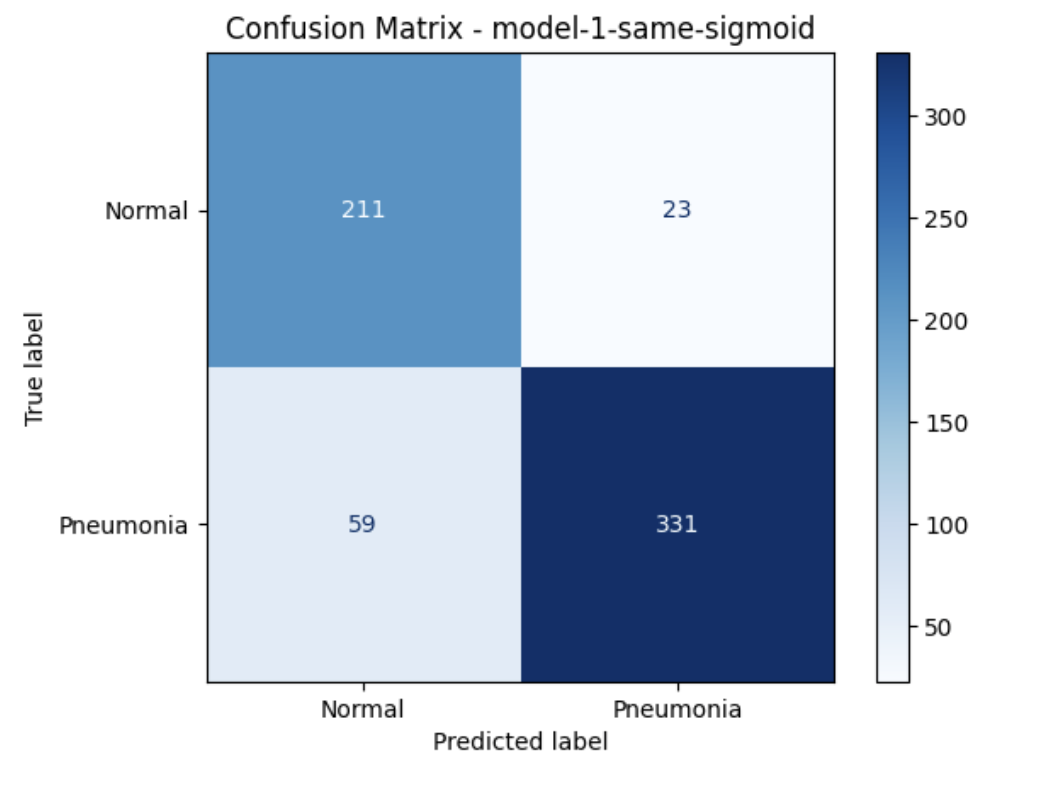 Confusion Matrix - model-1-same-sigmoid
True label
Normal
211
23
Pneumonia
59
331
Normal
Pneumonia
Predicted label
300
250
200
150
100
50